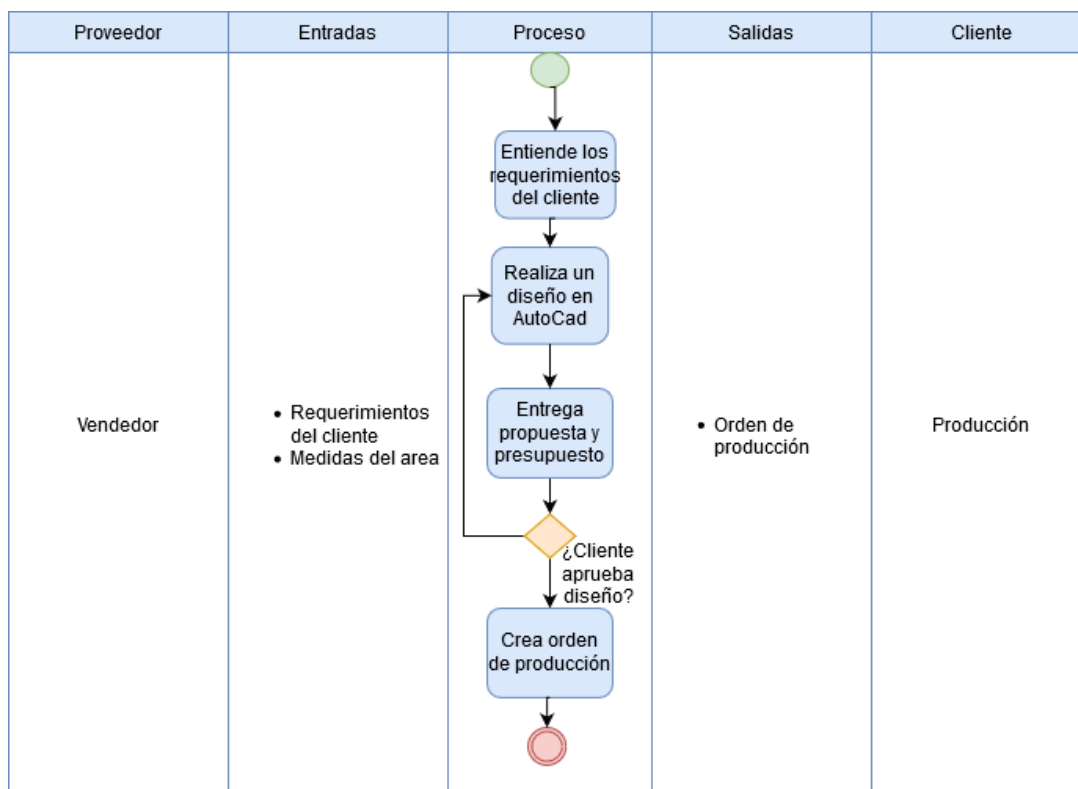 Proveedor
Entradas
Proceso
Salidas
Cliente
Entiende los
requerimientos
del cliente
Realiza un
diseño en
AutoCad
Vendedor
• Requerimientos
del cliente
• Medidas del area
Entrega
propuesta y
presupuesto
• Orden de
producción
Producción
¿Cliente
aprueba
diseño?
Crea orden
de producción